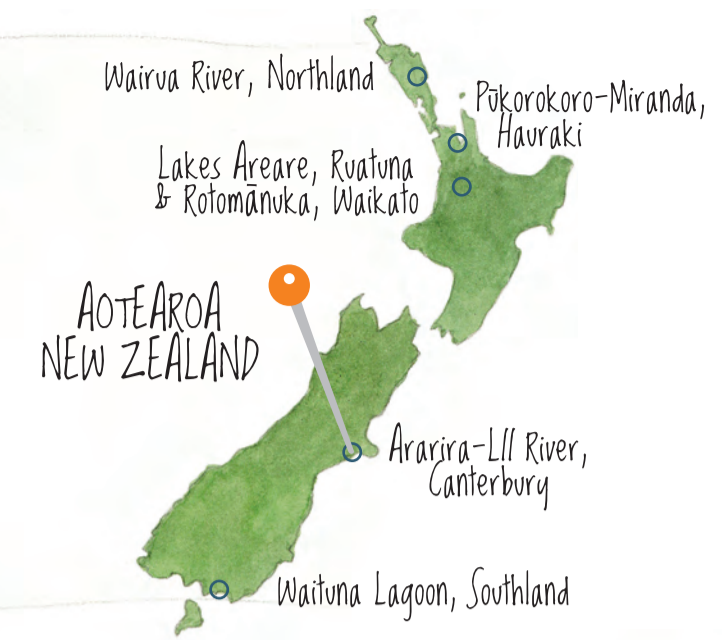 Wairua River, Northland
Pūkorokoro-Miranda,
Hauraki
Lakes Areare, Ruatuna
& Rotomānuka, Waikato
AOTEAROA
NEW ZEALAND
Ararira-LII River,
Canterbury
Waituna Lagoon, Southland